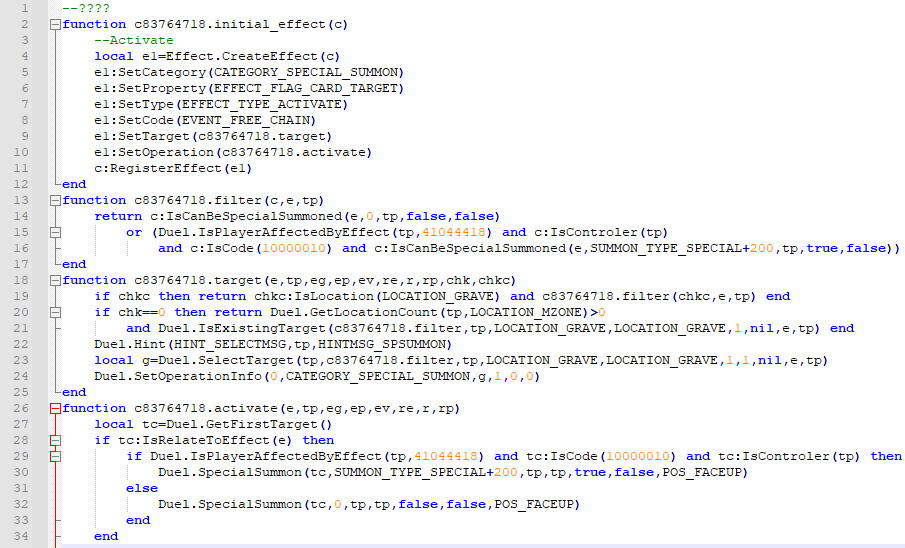 1 --????
2 function c83764718.initial_effect(c)
3 --Activate
4 local e1=Effect.CreateEffect(c)
5 e1:SetCategory(CATEGORY_SPECIAL_SUMMON)
6 e1:SetProperty(EFFECT_FLAG_CARD_TARGET)
7 e1:SetType(EFFECT_TYPE_ACTIVATE)
8 e1:SetCode(EVENT_FREE_CHAIN)
9 e1:SetTarget(c83764718.target)
10 e1:SetOperation(c83764718.activate)
11 c:RegisterEffect(e1)
12 end
13 function c83764718.filter(c,e,tp)
14 return c:IsCanBeSpecialSummoned(e,0,tp,false,false)
15 or (Duel.IsPlayerAffectedByEffect(tp,41044418) and c:IsControler(tp)
16 and c:IsCode(10000010) and c:IsCanBeSpecialSummoned(e,SUMMON_TYPE_SPECIAL+200,tp,true,false))
17 end
18 function c83764718.target(e,tp,eg,ep,ev,re,r,rp,chk,chkc)
19 if chkc then return chkc:IsLocation(LOCATION_GRAVE) and c83764718.filter(chkc,e,tp) end
20 if chk==0 then return Duel.GetLocationCount(tp,LOCATION_MZONE)>0
21 and Duel.IsExistingTarget(c83764718.filter,tp,LOCATION_GRAVE,LOCATION_GRAVE,1,nil,e,tp) end
22 Duel.Hint(HINT_SELECTMSG,tp,HINTMSG_SPSUMMON)
23 local g=Duel.SelectTarget(tp,c83764718.filter,tp,LOCATION_GRAVE,LOCATION_GRAVE,1,1,nil,e,tp)
24 Duel.SetOperationInfo(0,CATEGORY_SPECIAL_SUMMON,g,1,0,0)
25 end
26 function c83764718.activate(e,tp,eg,ep,ev,re,r,rp)
27 local tc=Duel.GetFirstTarget()
28 if tc:IsRelateToEffect(e) then
29 if Duel.IsPlayerAffectedByEffect(tp,41044418) and tc:IsCode(10000010) and tc:IsControler(tp) then
30 Duel.SpecialSummon(tc,SUMMON_TYPE_SPECIAL+200,tp,tp,true,false,POS_FACEUP)
31 else
32 Duel.SpecialSummon(tc,0,tp,tp,false,false,POS_FACEUP)
33 end
34 end